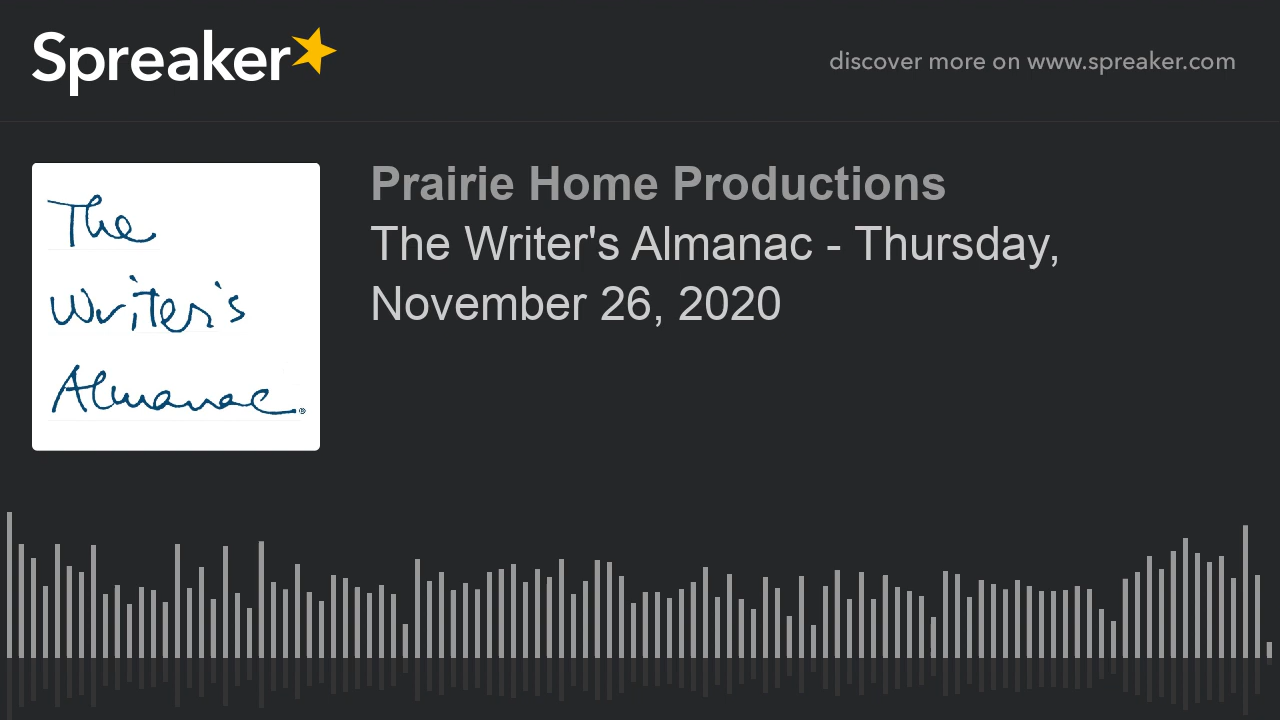 Spreaker
discover more on www.spreaker.com
The
Writer's
Almanac®
Prairie Home Productions
The Writer's Almanac - Thursday,
November 26, 2020